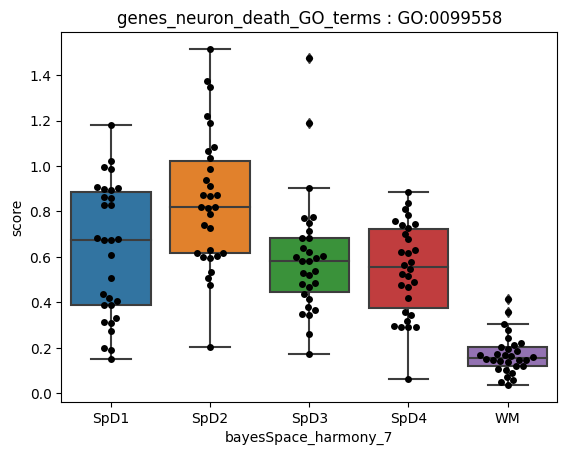 genes_neuron_death_GO_terms : GO:0099558
score
1.4
1.2
1.0
0.8
0.6
0.4
0.2
0.0
SpD1 SpD2 SpD3 SpD4 WM
bayesSpace_harmony_7